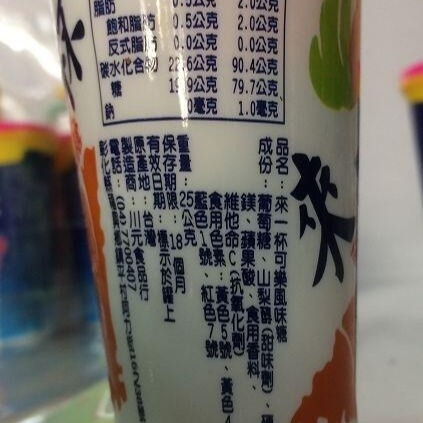 脂肪 0.5公克 2.0公克
飽和脂肪 0.5公克 2.0公克
反式脂肪 0.0公克 0.0公克
碳水化合物 22.6公克 90.4公克
糖 19.9公克 79.7公克
鈉 0毫克 1.0毫克
品名：來一杯可樂風味糖
成份：葡萄糖、山梨醇(甜味劑)、硬
鎂、蘋果酸、食用香料、
維他命C(抗氧化劑)
食用色素：黃色5號、黃色4
藍色1號、紅色7號
重量：25公克
保存期限：18個月
有效日期：標示於罐上
原產地：台灣
製造商：川元食品行
電話：(04)
彰化縣
來